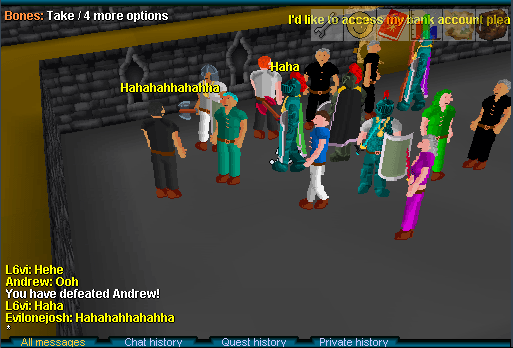 Bones: Take / 4 more options
I'd like to access my bank account plea
Haha
Hahahahhahahha
L6vi: Hehe
Andrew: Ooh
You have defeated Andrew!
L6vi: Haha
Evilonejosh: Hahahahhahahha
*
All messages
Chat history
Quest history
Private history